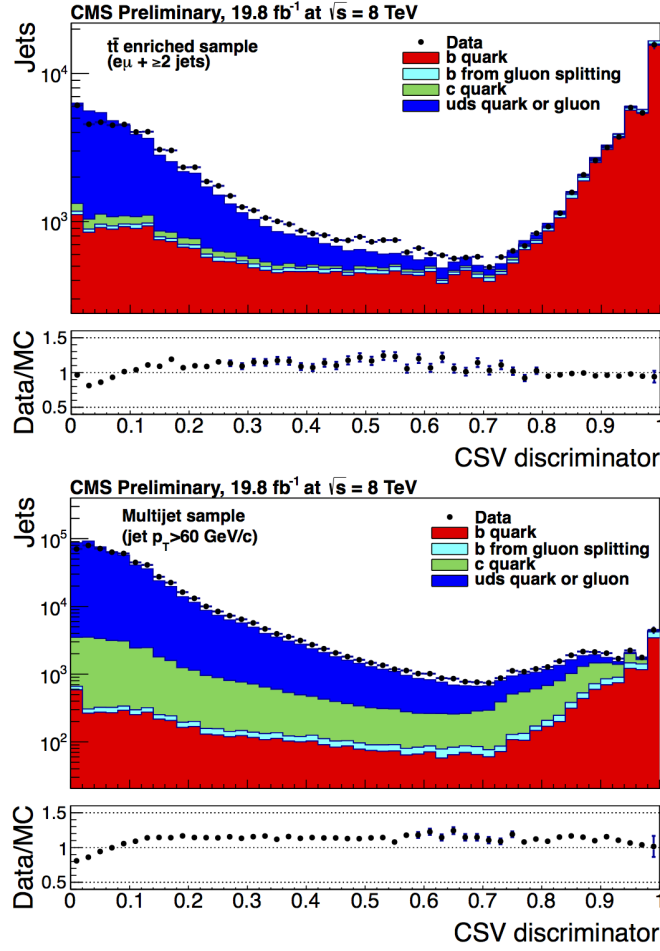 CMS Preliminary, 19.8 fb⁻¹ at √s = 8 TeV
Jets
tt̄ enriched sample
(eμ + ≥2 jets)
Data
b quark
b from gluon splitting
c quark
uds quark or gluon
10⁴
10³
Data/MC
1.5
1
0.5
0 0.1 0.2 0.3 0.4 0.5 0.6 0.7 0.8 0.9 1
CSV discriminator
CMS Preliminary, 19.8 fb⁻¹ at √s = 8 TeV
Jets
Multijet sample
(jet p_T>60 GeV/c)
Data
b quark
b from gluon splitting
c quark
uds quark or gluon
10⁵
10⁴
10³
10²
Data/MC
1.5
1
0.5
0 0.1 0.2 0.3 0.4 0.5 0.6 0.7 0.8 0.9 1
CSV discriminator